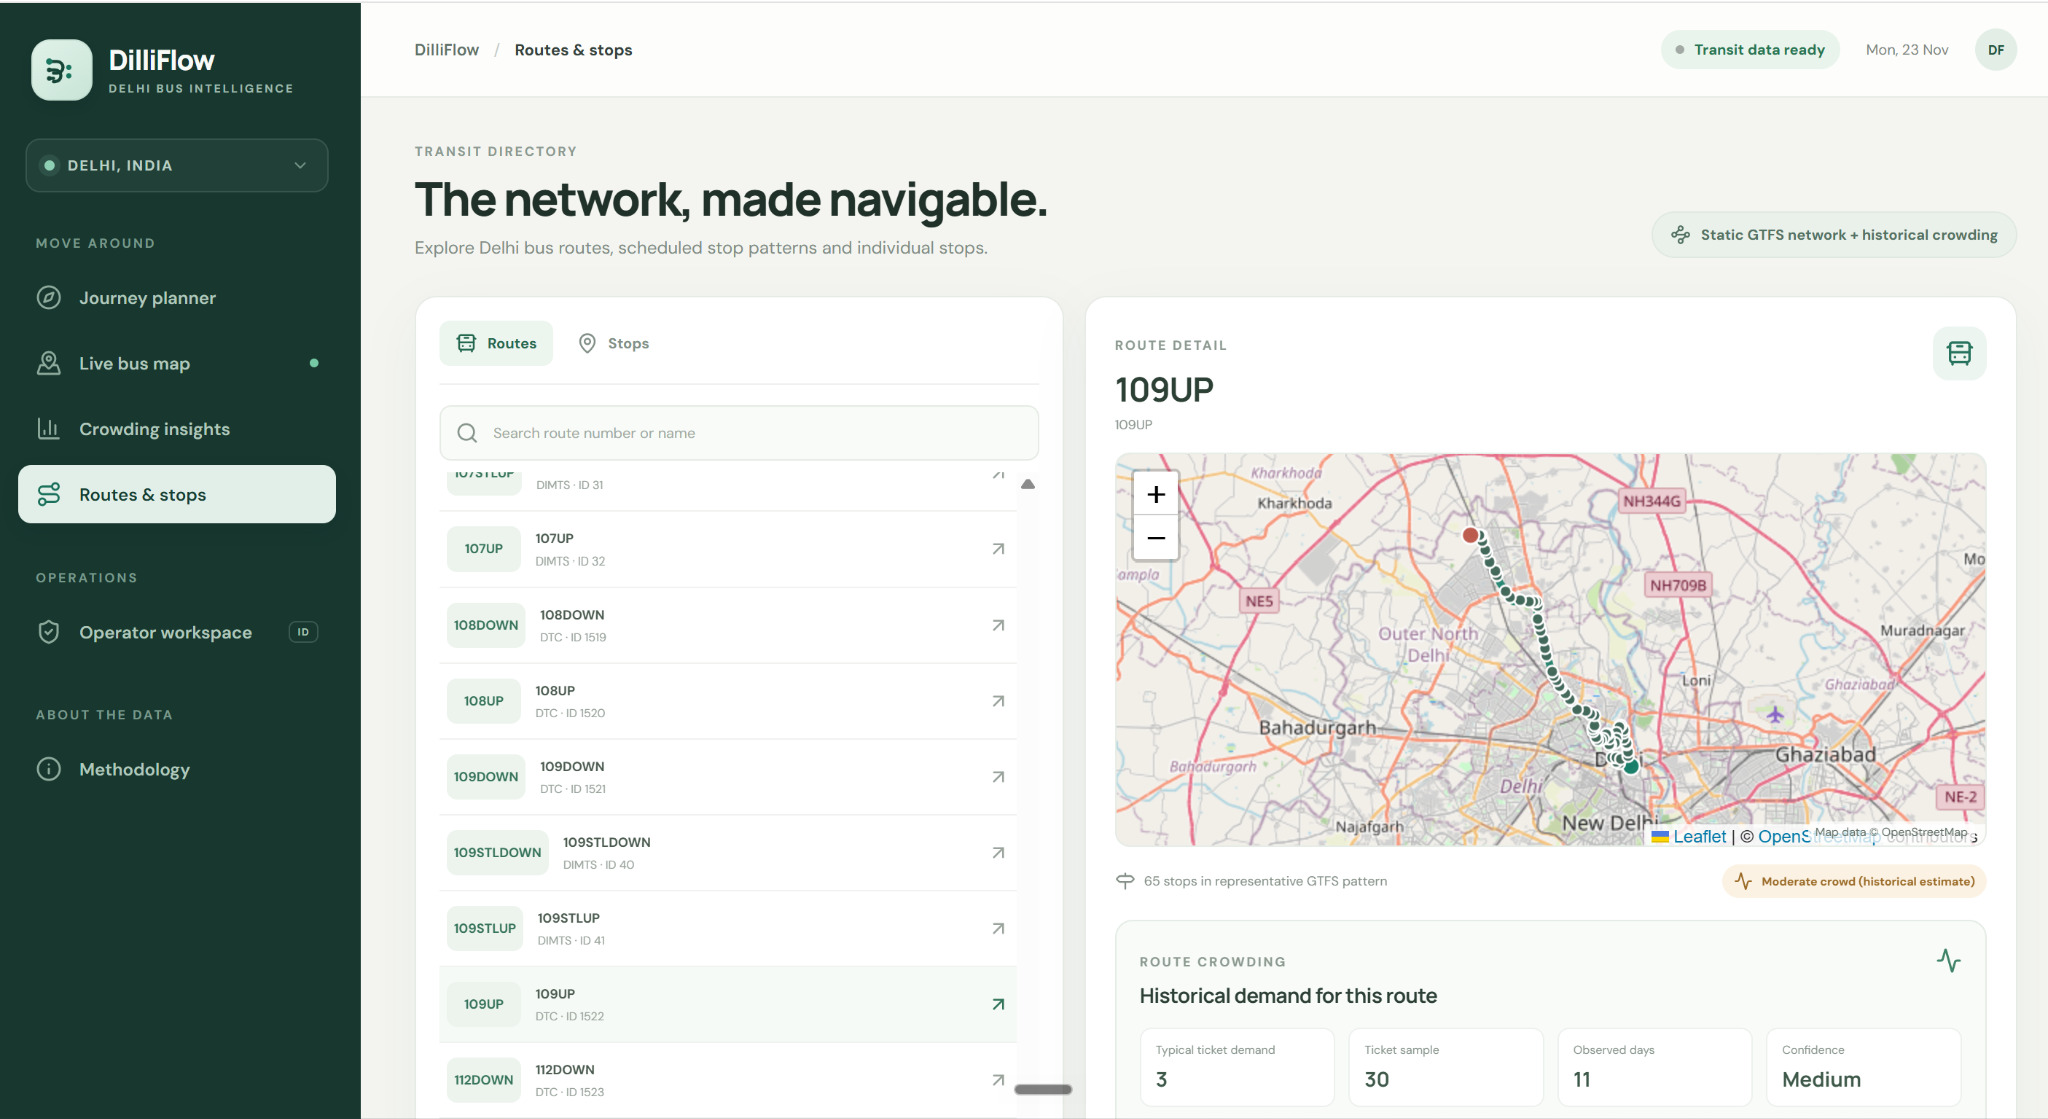 DilliFlow
DELHI BUS INTELLIGENCE
DELHI, INDIA
MOVE AROUND
Journey planner
Live bus map
Crowding insights
Routes & stops
OPERATIONS
Operator workspace
ID
ABOUT THE DATA
Methodology
DilliFlow / Routes & stops
Transit data ready
Mon, 23 Nov
DF
TRANSIT DIRECTORY
The network, made navigable.
Explore Delhi bus routes, scheduled stop patterns and individual stops.
Static GTFS network + historical crowding
Routes
Stops
Search route number or name
107STLUP
DIMTS · ID 31
107UP
107UP
DIMTS · ID 32
108DOWN
108DOWN
DTC · ID 1519
108UP
108UP
DTC · ID 1520
109DOWN
109DOWN
DTC · ID 1521
109STLDOWN
109STLDOWN
DIMTS · ID 40
109STLUP
109STLUP
DIMTS · ID 41
109UP
109UP
DTC · ID 1522
112DOWN
112DOWN
DTC · ID 1523
ROUTE DETAIL
109UP
109UP
+
−
Kharkhoda
Kharkhoda
NH344G
Mo
ampla
NE5
NH709B
Outer North
Delhi
Muradnagar
Loni
Ghaziabad
Bahadurgarh
Ghaziabad
Bahadurgarh
Delhi
NE-2
Najafgarh
New Delhi
Leaflet | © OpenStreetMap contributors
Map data © OpenStreetMap
65 stops in representative GTFS pattern
Moderate crowd (historical estimate)
ROUTE CROWDING
Historical demand for this route
Typical ticket demand
3
Ticket sample
30
Observed days
11
Confidence
Medium